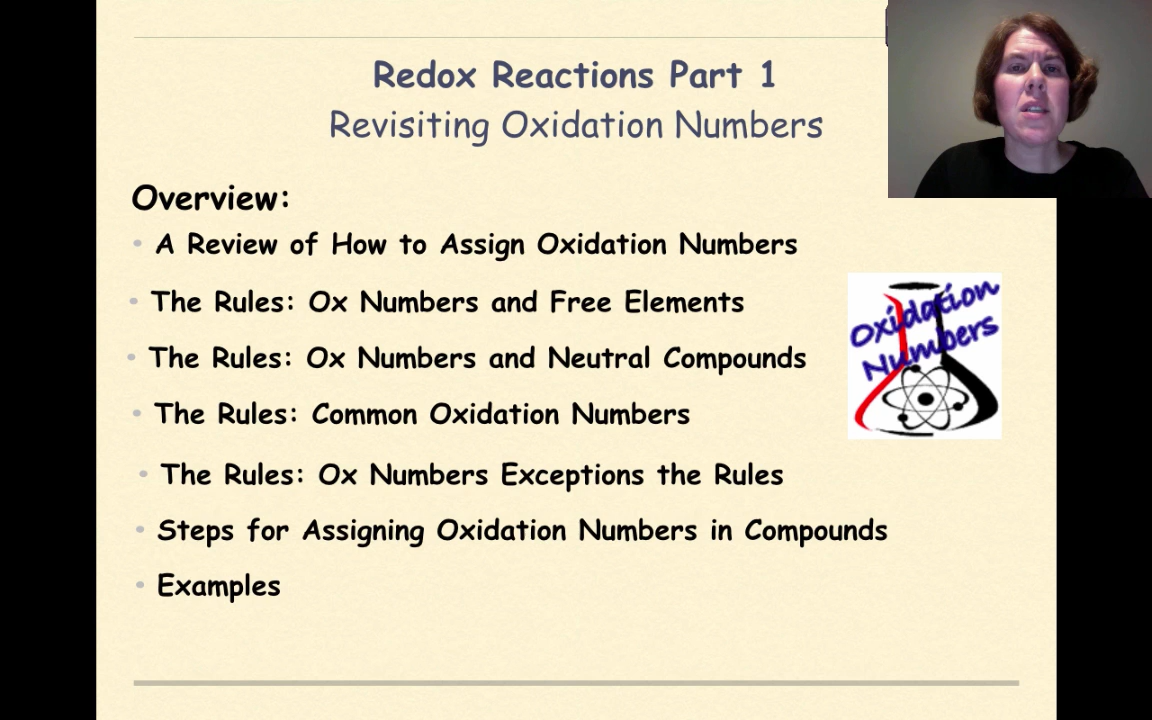 Redox Reactions Part 1
Revisiting Oxidation Numbers
Overview:
• A Review of How to Assign Oxidation Numbers
• The Rules: Ox Numbers and Free Elements
• The Rules: Ox Numbers and Neutral Compounds
• The Rules: Common Oxidation Numbers
• The Rules: Ox Numbers Exceptions the Rules
• Steps for Assigning Oxidation Numbers in Compounds
• Examples
Oxidation
Numbers